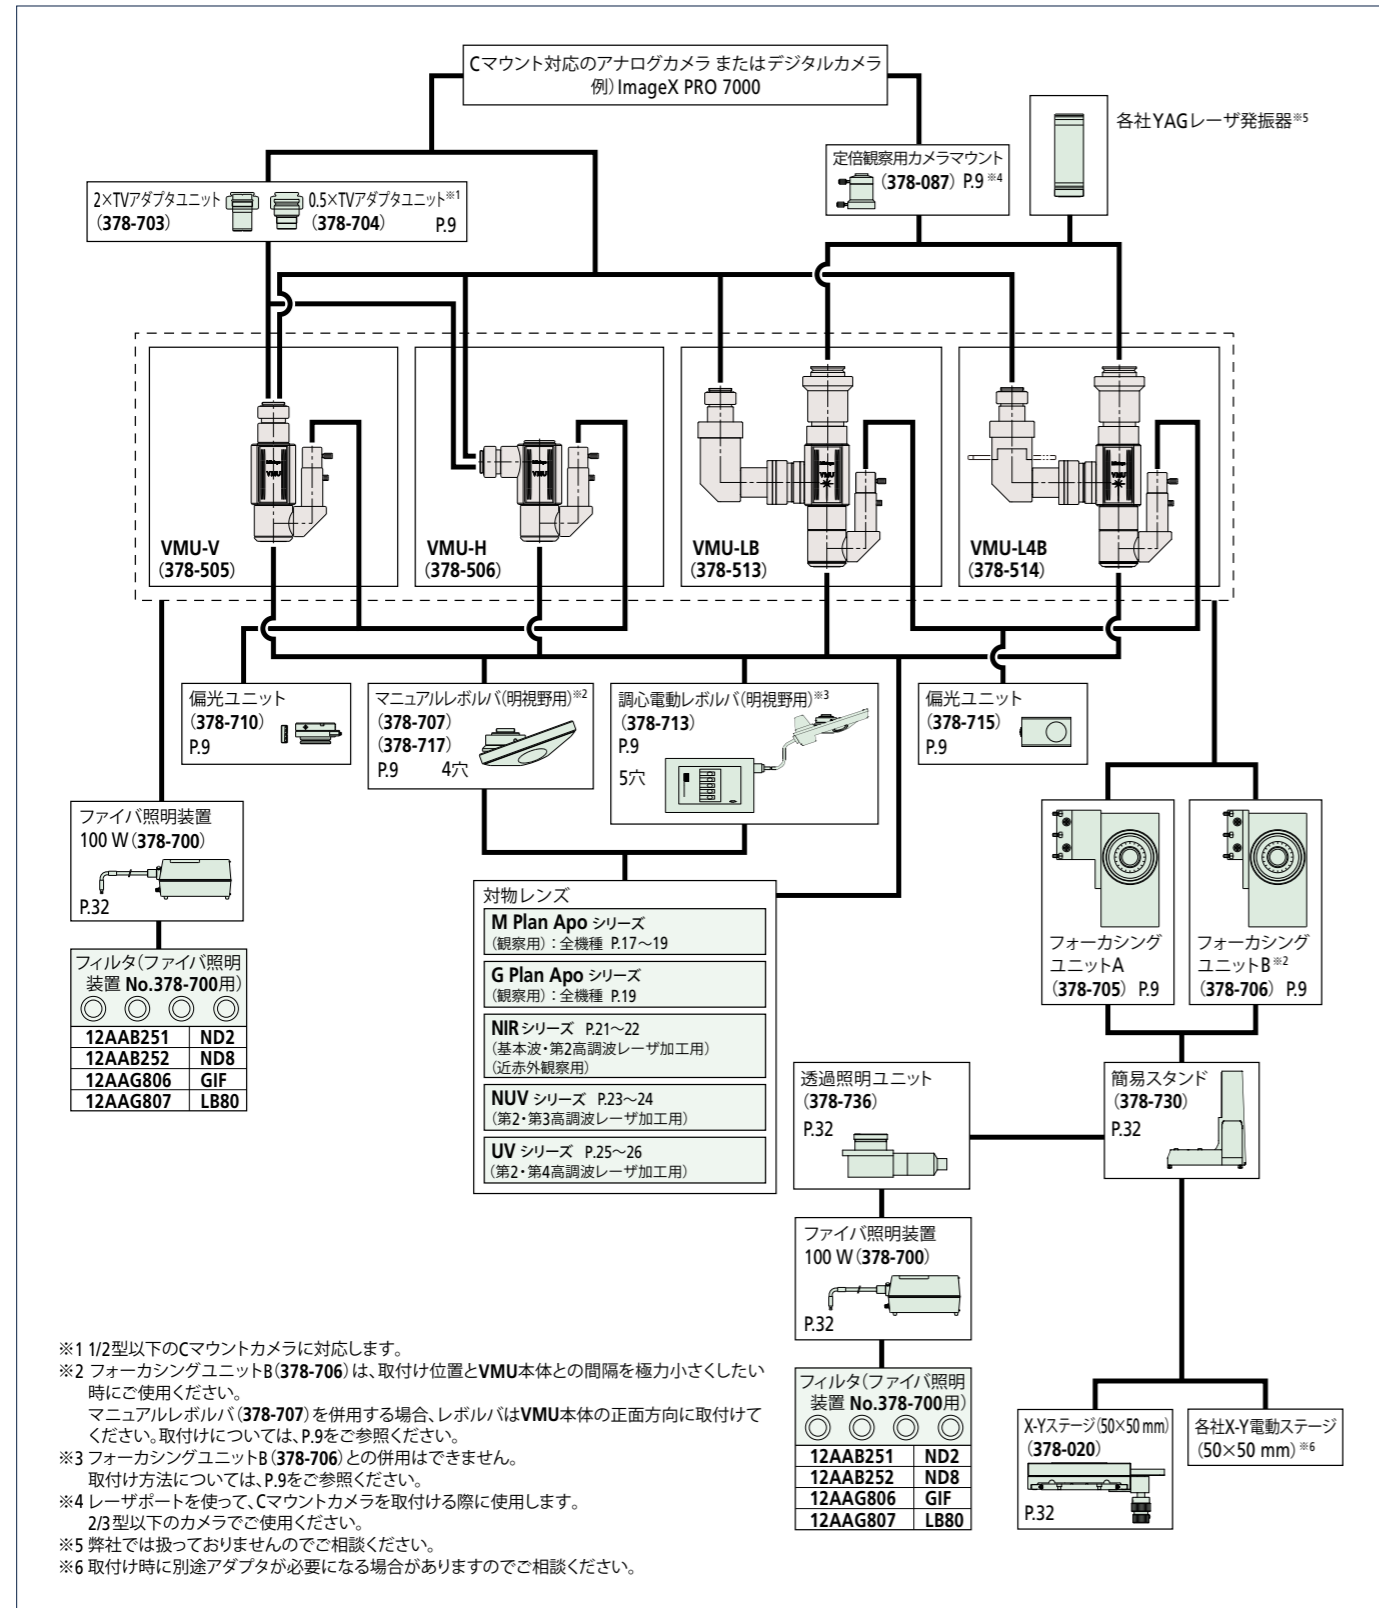 Cマウント対応のアナログカメラ またはデジタルカメラ
例）ImageX PRO 7000
各社YAGレーザ発振器※5
定倍観察用カメラマウント
（378-087）P.9 ※4
2×TVアダプタユニット
（378-703）
0.5×TVアダプタユニット※1
（378-704）
P.9
VMU-V
（378-505）
VMU-H
（378-506）
VMU-LB
（378-513）
VMU-L4B
（378-514）
偏光ユニット
（378-710）
P.9
マニュアルレボルバ（明視野用）※2
（378-707）
（378-717）
P.9 4穴
調心電動レボルバ（明視野用）※3
（378-713）
P.9
5穴
偏光ユニット
（378-715）
P.9
ファイバ照明装置
100 W（378-700）
P.32
フィルタ（ファイバ照明
装置 No.378-700用）
12AAB251 ND2
12AAB252 ND8
12AAG806 GIF
12AAG807 LB80
対物レンズ
M Plan Apo シリーズ
（観察用）：全機種 P.17～19
G Plan Apo シリーズ
（観察用）：全機種 P.19
NIR シリーズ P.21～22
（基本波・第2高調波レーザ加工用）
（近赤外観察用）
NUV シリーズ P.23～24
（第2・第3高調波レーザ加工用）
UV シリーズ P.25～26
（第2・第4高調波レーザ加工用）
フォーカシング
ユニットA
（378-705）P.9
フォーカシング
ユニットB※2
（378-706）P.9
透過照明ユニット
（378-736）
P.32
簡易スタンド
（378-730）
P.32
ファイバ照明装置
100 W（378-700）
P.32
フィルタ（ファイバ照明
装置 No.378-700用）
12AAB251 ND2
12AAB252 ND8
12AAG806 GIF
12AAG807 LB80
X-Yステージ（50×50 mm）
（378-020）
P.32
各社X-Y電動ステージ
（50×50 mm）※6
※1 1/2型以下のCマウントカメラに対応します。
※2 フォーカシングユニットB（378-706）は、取付け位置とVMU本体との間隔を極力小さくしたい
時にご使用ください。
マニュアルレボルバ（378-707）を併用する場合、レボルバはVMU本体の正面方向に取付けて
ください。取付けについては、P.9をご参照ください。
※3 フォーカシングユニットB（378-706）との併用はできません。
取付け方法については、P.9をご参照ください。
※4 レーザポートを使って、Cマウントカメラを取付ける際に使用します。
2/3型以下のカメラでご使用ください。
※5 弊社では扱っておりませんのでご相談ください。
※6 取付け時に別途アダプタが必要になる場合がありますのでご相談ください。